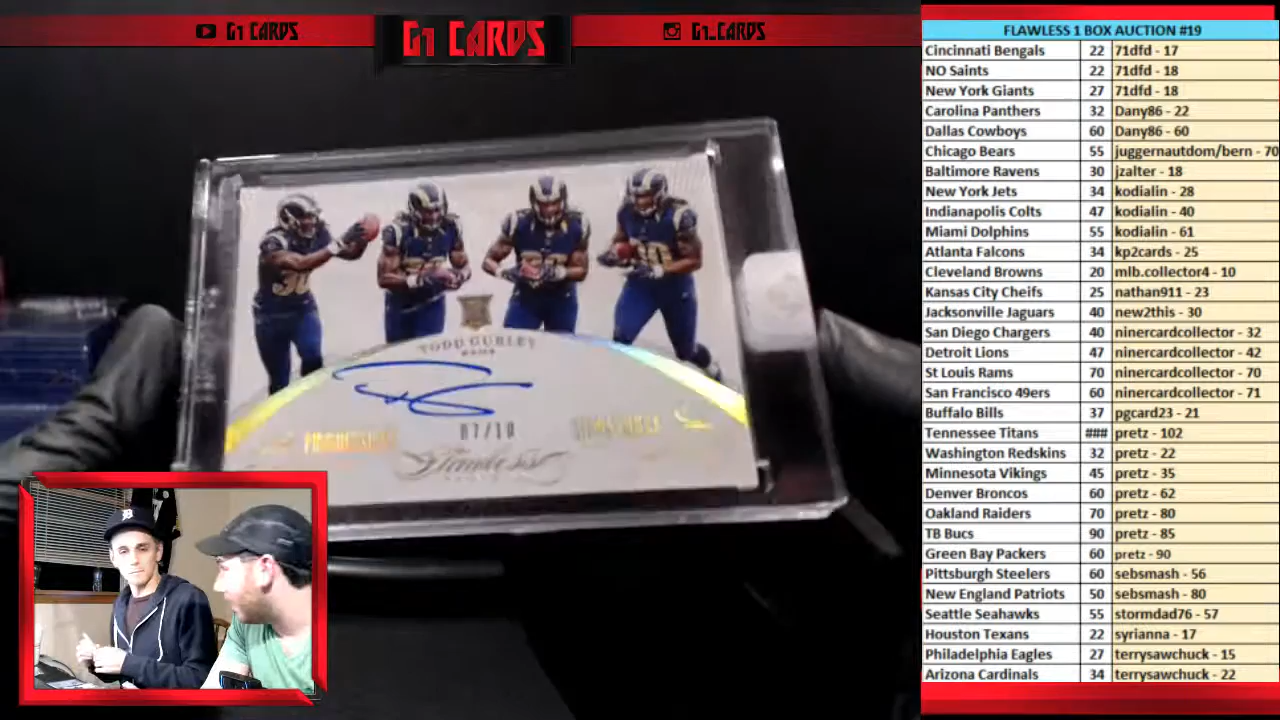 G1 CARDS
G1 CARDS
G1_CARDS
TODD GURLEY
RAMS
PROGRESSIONS
07/10
Flawless
FLAWLESS 1 BOX AUCTION #19
Cincinnati Bengals 22 71dfd - 17
NO Saints 22 71dfd - 18
New York Giants 27 71dfd - 18
Carolina Panthers 32 Dany86 - 22
Dallas Cowboys 60 Dany86 - 60
Chicago Bears 55 juggernautdom/bern - 70
Baltimore Ravens 30 jzalter - 18
New York Jets 34 kodialin - 28
Indianapolis Colts 47 kodialin - 40
Miami Dolphins 55 kodialin - 61
Atlanta Falcons 34 kp2cards - 25
Cleveland Browns 20 mlb.collector4 - 10
Kansas City Cheifs 25 nathan911 - 23
Jacksonville Jaguars 40 new2this - 30
San Diego Chargers 40 ninercardcollector - 32
Detroit Lions 47 ninercardcollector - 42
St Louis Rams 70 ninercardcollector - 70
San Francisco 49ers 60 ninercardcollector - 71
Buffalo Bills 37 pgcard23 - 21
Tennessee Titans ### pretz - 102
Washington Redskins 32 pretz - 22
Minnesota Vikings 45 pretz - 35
Denver Broncos 60 pretz - 62
Oakland Raiders 70 pretz - 80
TB Bucs 90 pretz - 85
Green Bay Packers 60 pretz - 90
Pittsburgh Steelers 60 sebsmash - 56
New England Patriots 50 sebsmash - 80
Seattle Seahawks 55 stormdad76 - 57
Houston Texans 22 syrianna - 17
Philadelphia Eagles 27 terrysawchuck - 15
Arizona Cardinals 34 terrysawchuck - 22